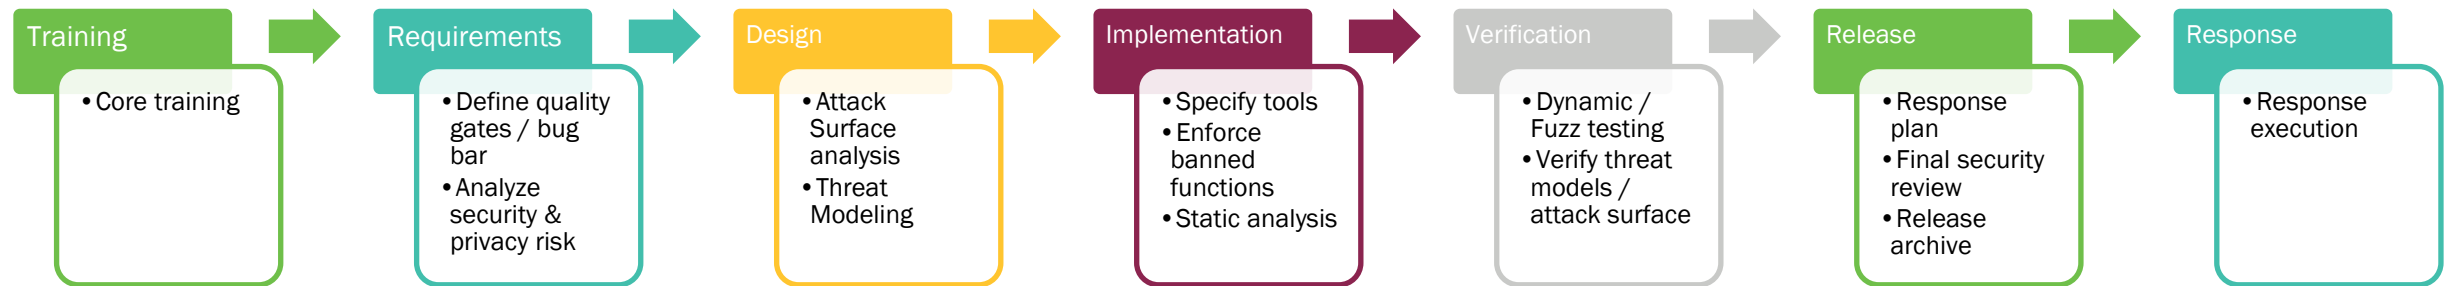 Training
• Core training
Requirements
• Define quality
gates / bug
bar
• Analyze
security &
privacy risk
Design
• Attack
Surface
analysis
• Threat
Modeling
Implementation
• Specify tools
• Enforce
banned
functions
• Static analysis
Verification
• Dynamic /
Fuzz testing
• Verify threat
models /
attack surface
Release
• Response
plan
• Final security
review
• Release
archive
Response
• Response
execution